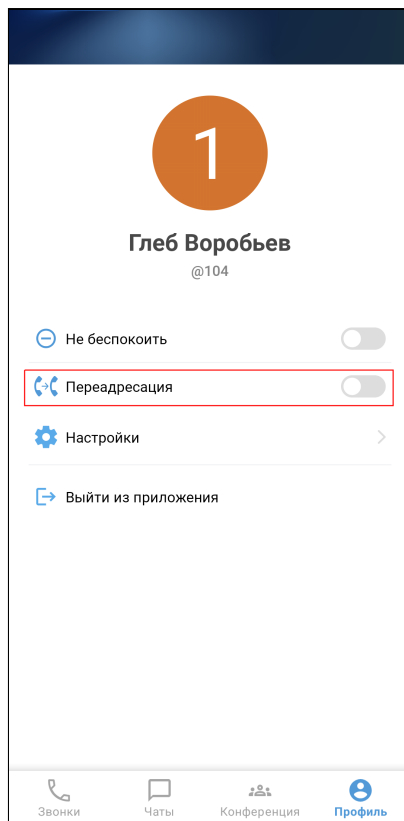 1
Глеб Воробьев
@104
Не беспокоить
Переадресация
Настройки
Выйти из приложения
Звонки
Чаты
Конференция
Профиль